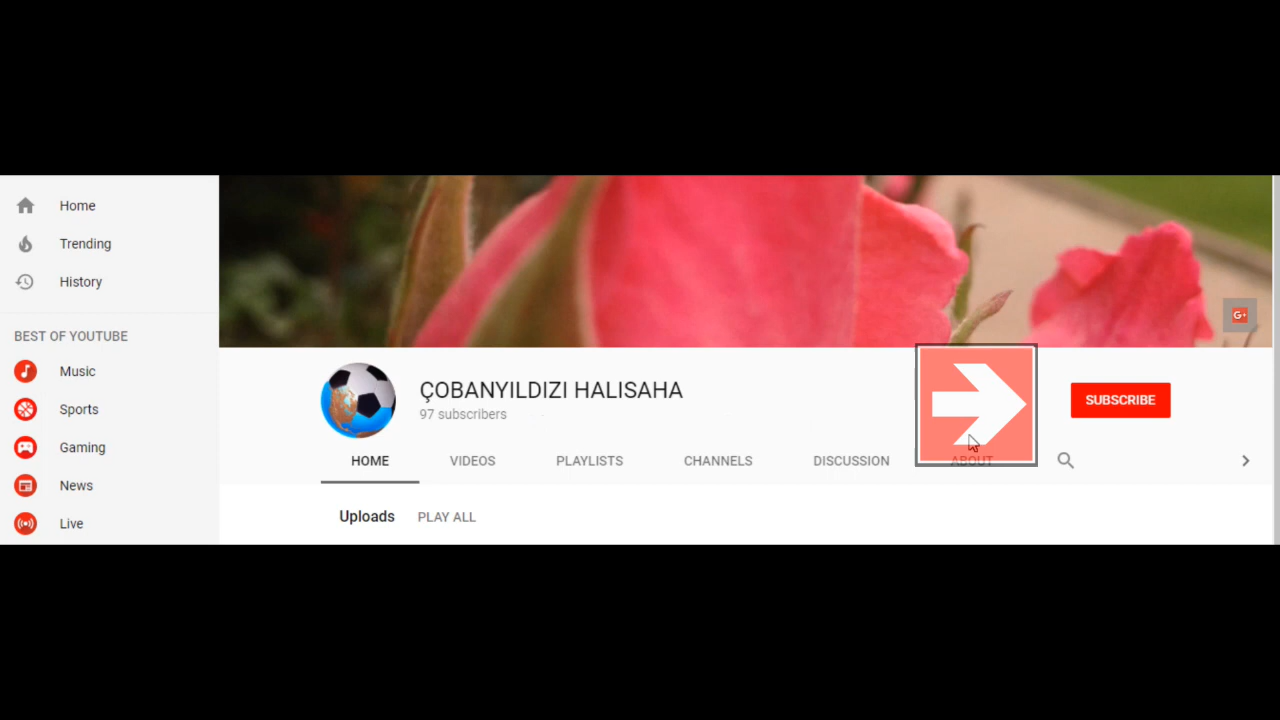 Home
Trending
History
BEST OF YOUTUBE
Music
Sports
Gaming
News
Live
G+
ÇOBANYILDIZI HALISAHA
97 subscribers
SUBSCRIBE
HOME VIDEOS PLAYLISTS CHANNELS DISCUSSION ABOUT
Uploads PLAY ALL